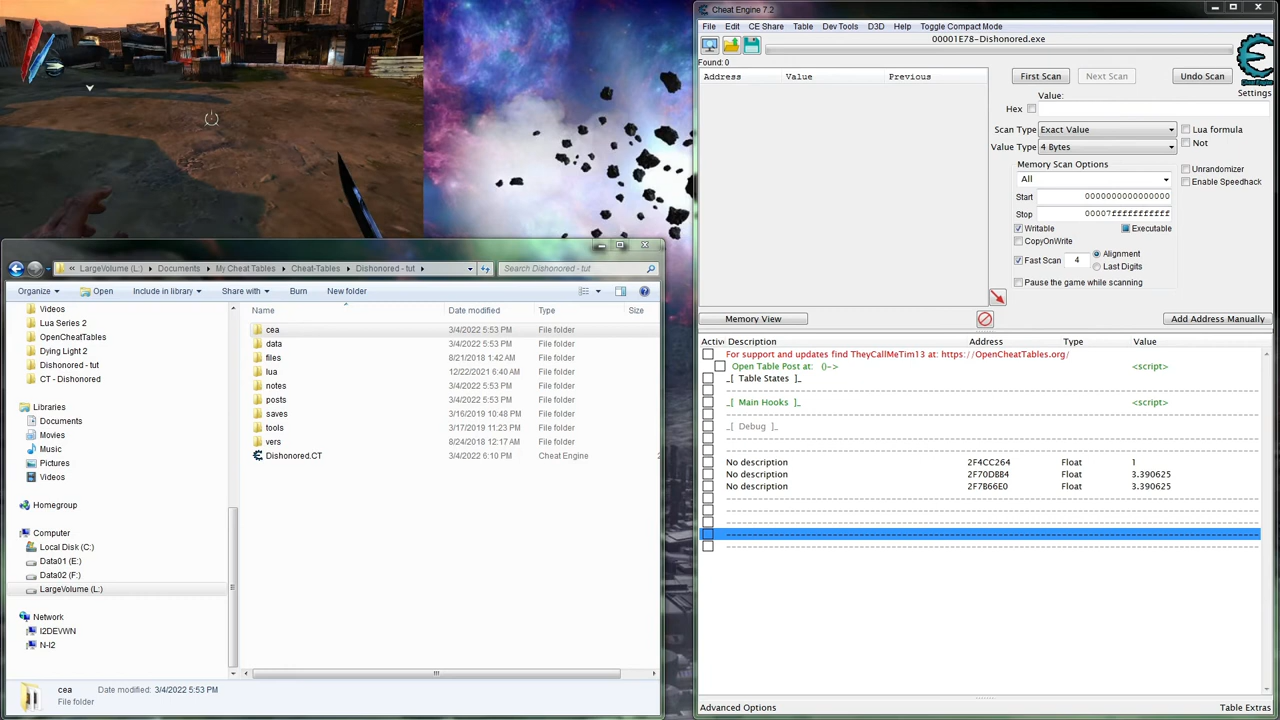 Cheat Engine 7.2
File Edit CE Share Table Dev Tools D3D Help Toggle Compact Mode
00001E78-Dishonored.exe
Found: 0
Address Value Previous
First Scan Next Scan Undo Scan
Settings
Value:
Hex
Scan Type Exact Value Lua formula
Not
Value Type 4 Bytes
Memory Scan Options
All
Unrandomizer
Enable Speedhack
Start 0000000000000000
Stop 00007fffffffffff
Writable Executable
CopyOnWrite
Fast Scan 4 Alignment
Last Digits
Pause the game while scanning
Memory View Add Address Manually
Active Description Address Type Value
For support and updates find TheyCallMeTim13 at: https://OpenCheatTables.org/
Open Table Post at: ()-> <script>
_[ Table States ]_
_[ Main Hooks ]_ <script>
_[ Debug ]_
No description 2F4CC264 Float 1
No description 2F70DBB4 Float 3.390625
No description 2F7B66E0 Float 3.390625
Advanced Options Table Extras
« LargeVolume (L:) Documents My Cheat Tables Cheat-Tables Dishonored - tut
Search Dishonored - tut
Organize Open Include in library Share with Burn New folder
Name Date modified Type Size
Videos
Lua Series 2
OpenCheatTables
Dying Light 2
Dishonored - tut
CT - Dishonored
Libraries
Documents
Movies
Music
Pictures
Videos
Homegroup
Computer
Local Disk (C:)
Data01 (E:)
Data02 (F:)
LargeVolume (L:)
Network
I2DEVWN
N-I2
cea 3/4/2022 5:53 PM File folder
data 3/4/2022 5:53 PM File folder
files 8/21/2018 1:42 AM File folder
lua 12/22/2021 6:40 AM File folder
notes 3/4/2022 5:53 PM File folder
posts 3/4/2022 5:53 PM File folder
saves 3/16/2019 10:48 PM File folder
tools 3/17/2019 11:23 PM File folder
vers 8/24/2018 12:17 AM File folder
Dishonored.CT 3/4/2022 6:10 PM Cheat Engine
cea Date modified: 3/4/2022 5:53 PM
File folder